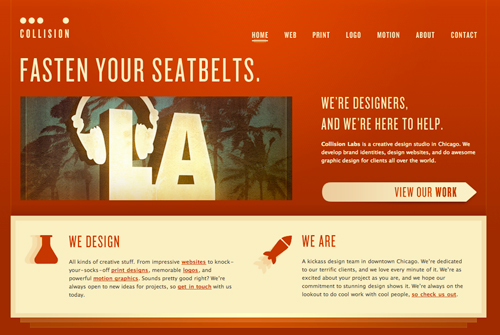 COLLISION
HOME WEB PRINT LOGO MOTION ABOUT CONTACT
FASTEN YOUR SEATBELTS.
LA
WE'RE DESIGNERS,
AND WE'RE HERE TO HELP.
Collision Labs is a creative design studio in Chicago. We
develop brand identities, design websites, and do awesome
graphic design for clients all over the world.
VIEW OUR WORK
WE DESIGN
All kinds of creative stuff. From impressive websites to knock-
your-socks-off print designs, memorable logos, and
powerful motion graphics. Sounds pretty good right? We're
always open to new ideas for projects, so get in touch with us
today.
WE ARE
A kickass design team in downtown Chicago. We're dedicated
to our terrific clients, and we love every minute of it. We're as
excited about your project as you are, and we hope our
commitment to stunning design shows it. We're always on the
lookout to do cool work with cool people, so check us out.